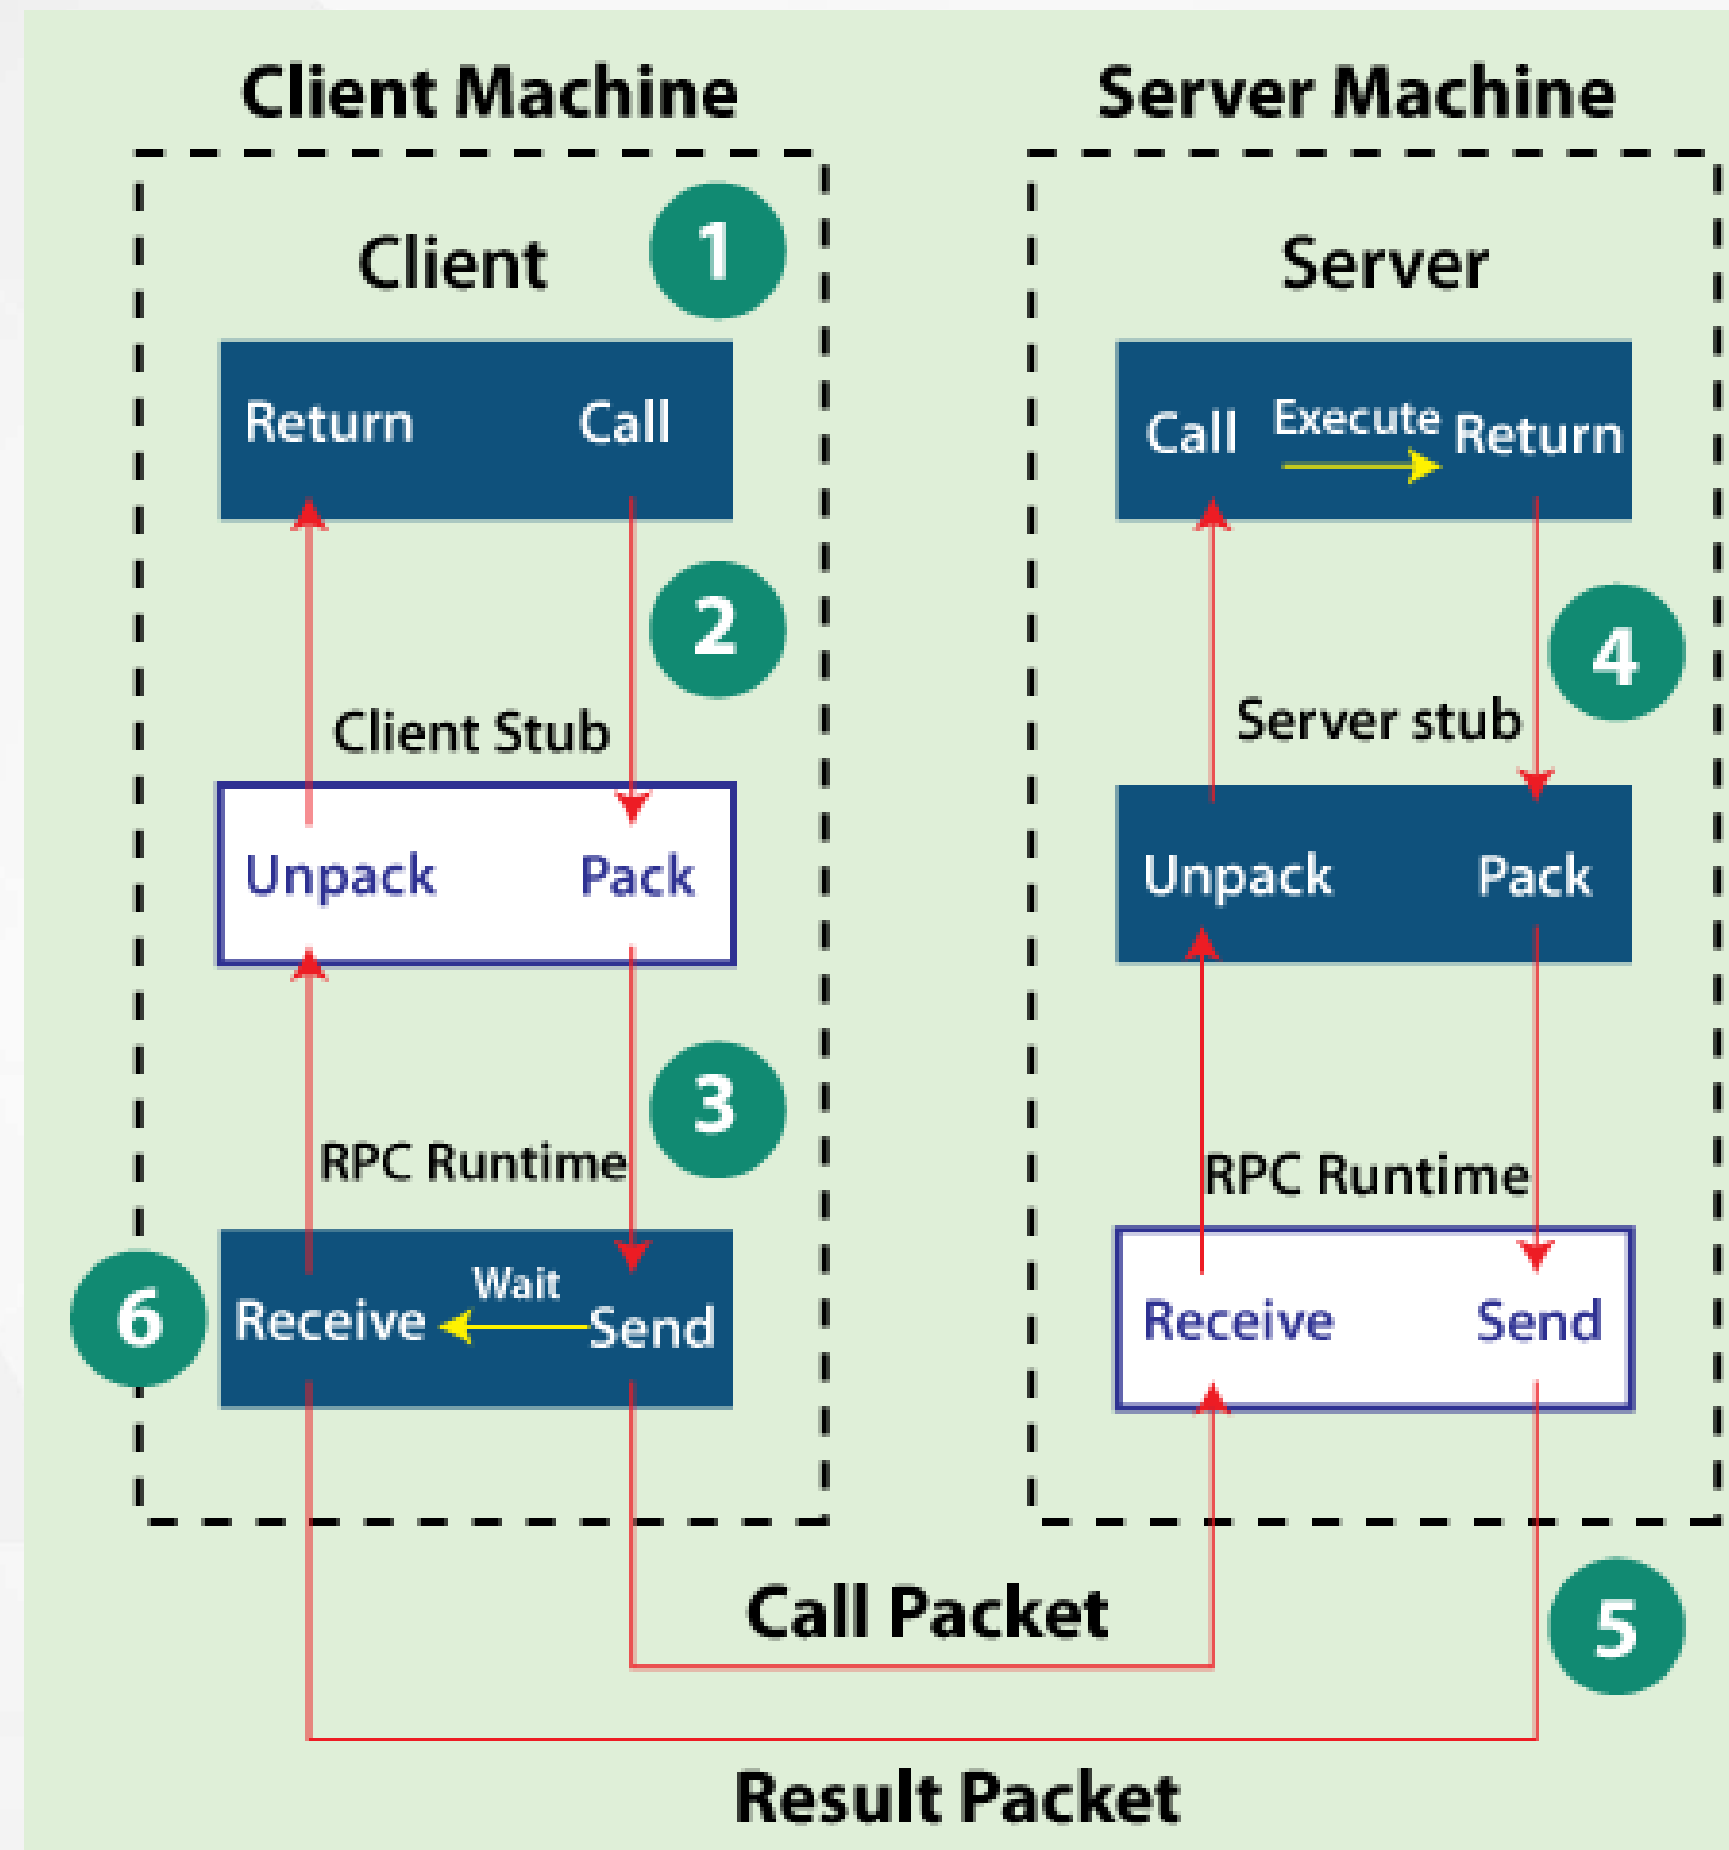 Client Machine
Server Machine
Client
1
Server
Return Call
Call Execute Return
2
4
Client Stub
Server stub
Unpack Pack
Unpack Pack
3
RPC Runtime
RPC Runtime
6
Receive Wait Send
Receive Send
Call Packet
5
Result Packet